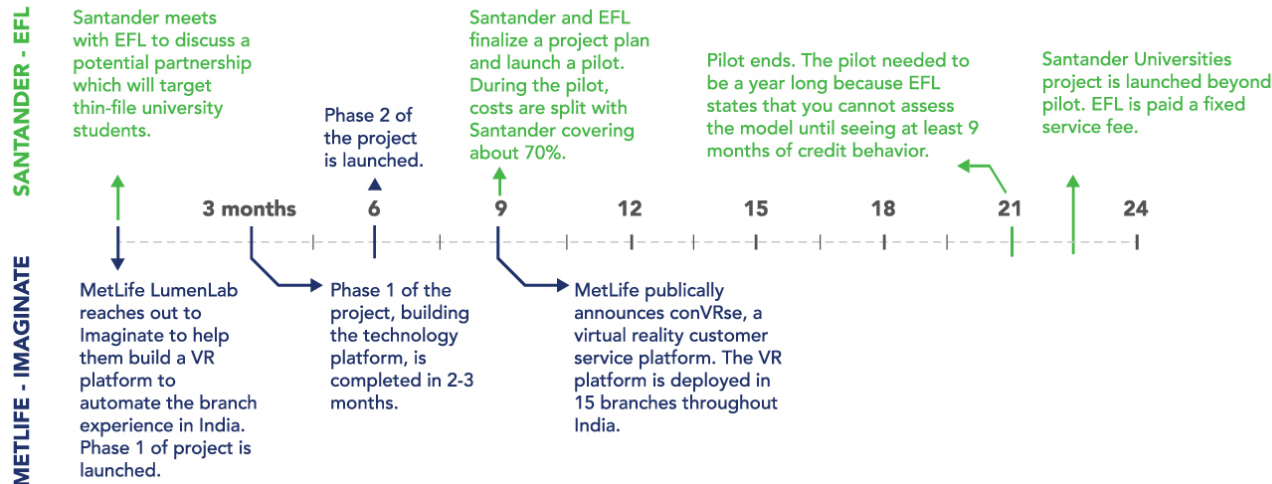 SANTANDER - EFL
Santander meets
with EFL to discuss a
potential partnership
which will target
thin-file university
students.
Phase 2 of
the project
is launched.
Santander and EFL
finalize a project plan
and launch a pilot.
During the pilot,
costs are split with
Santander covering
about 70%.
Pilot ends. The pilot needed to
be a year long because EFL
states that you cannot assess
the model until seeing at least 9
months of credit behavior.
Santander Universities
project is launched beyond
pilot. EFL is paid a fixed
service fee.
3 months 6 9 12 15 18 21 24
METLIFE - IMAGINATE
MetLife LumenLab
reaches out to
Imaginate to help
them build a VR
platform to
automate the branch
experience in India.
Phase 1 of project is
launched.
Phase 1 of the
project, building
the technology
platform, is
completed in 2-3
months.
MetLife publically
announces conVRse, a
virtual reality customer
service platform. The VR
platform is deployed in
15 branches throughout
India.